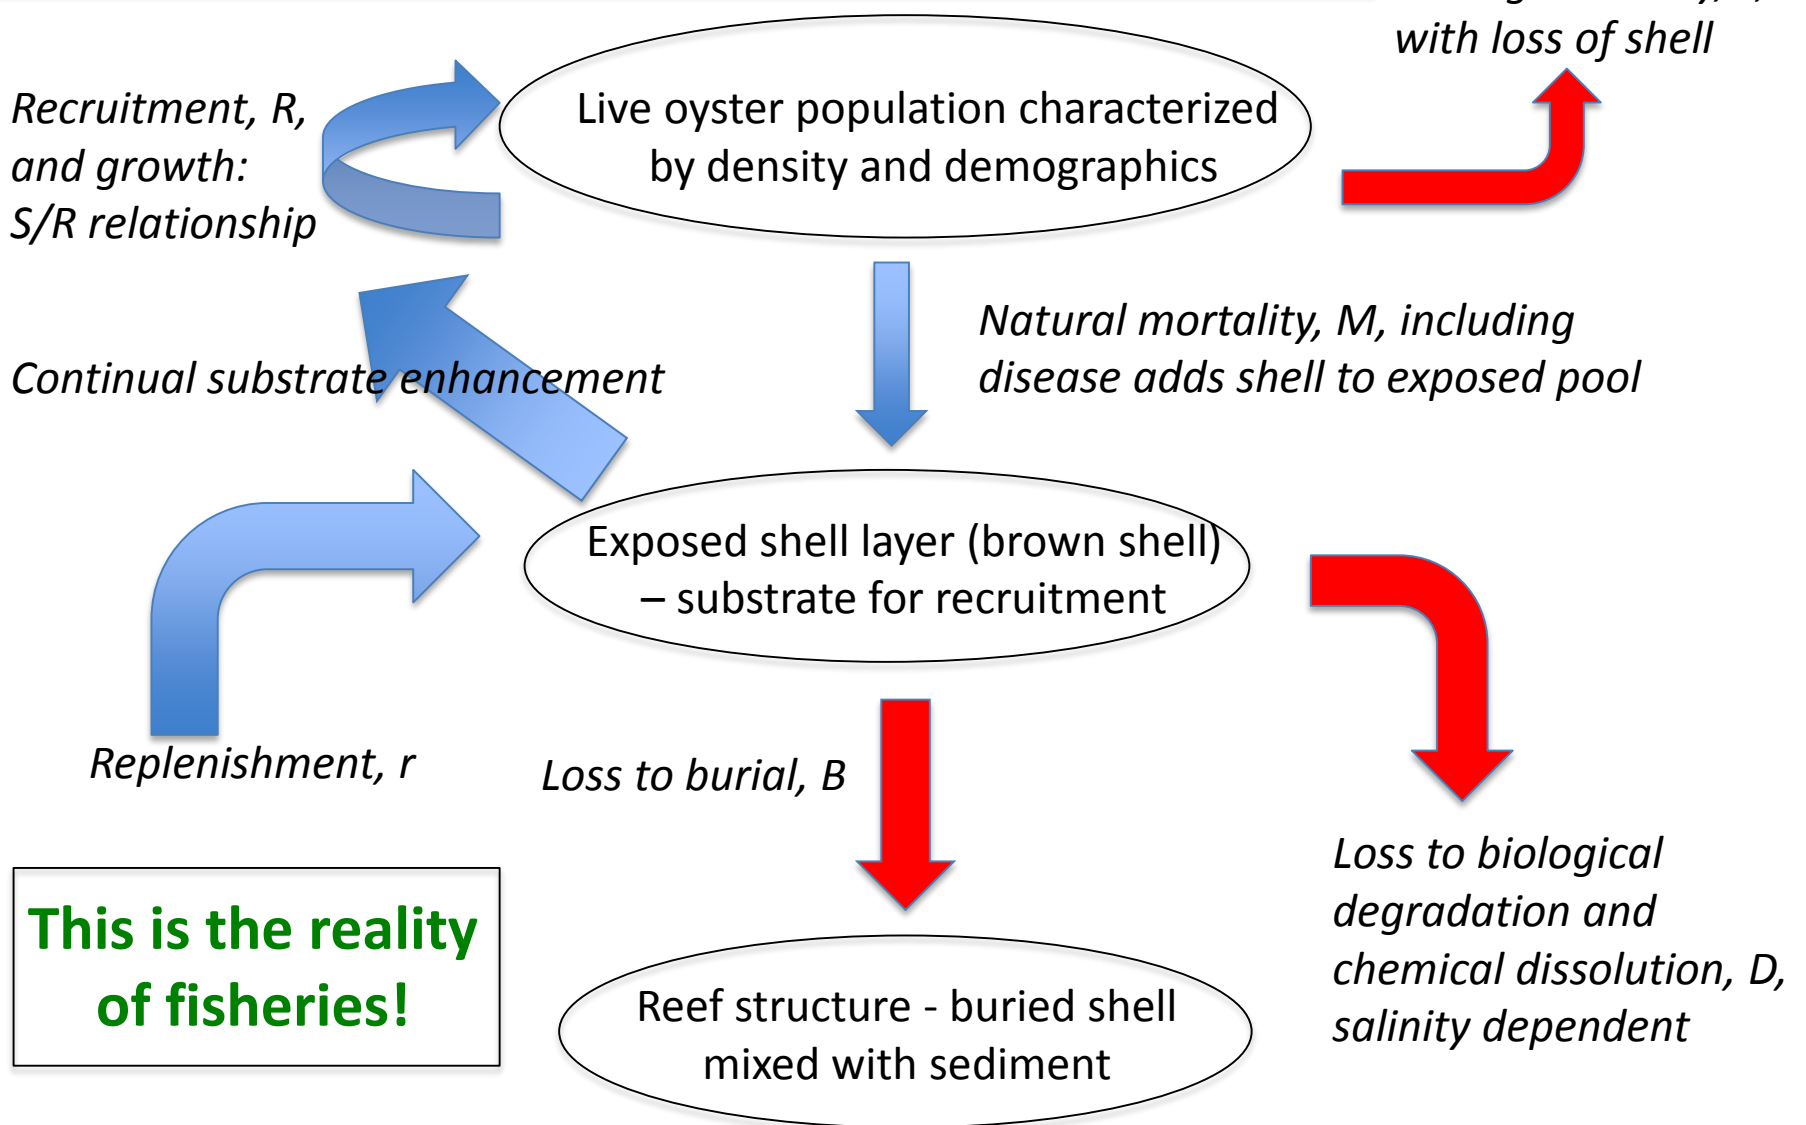 with loss of shell
Recruitment, R,
and growth:
S/R relationship
Live oyster population characterized
by density and demographics
Natural mortality, M, including
disease adds shell to exposed pool
Continual substrate enhancement
Exposed shell layer (brown shell)
– substrate for recruitment
Replenishment, r
Loss to burial, B
This is the reality
of fisheries!
Loss to biological
degradation and
chemical dissolution, D,
salinity dependent
Reef structure - buried shell
mixed with sediment